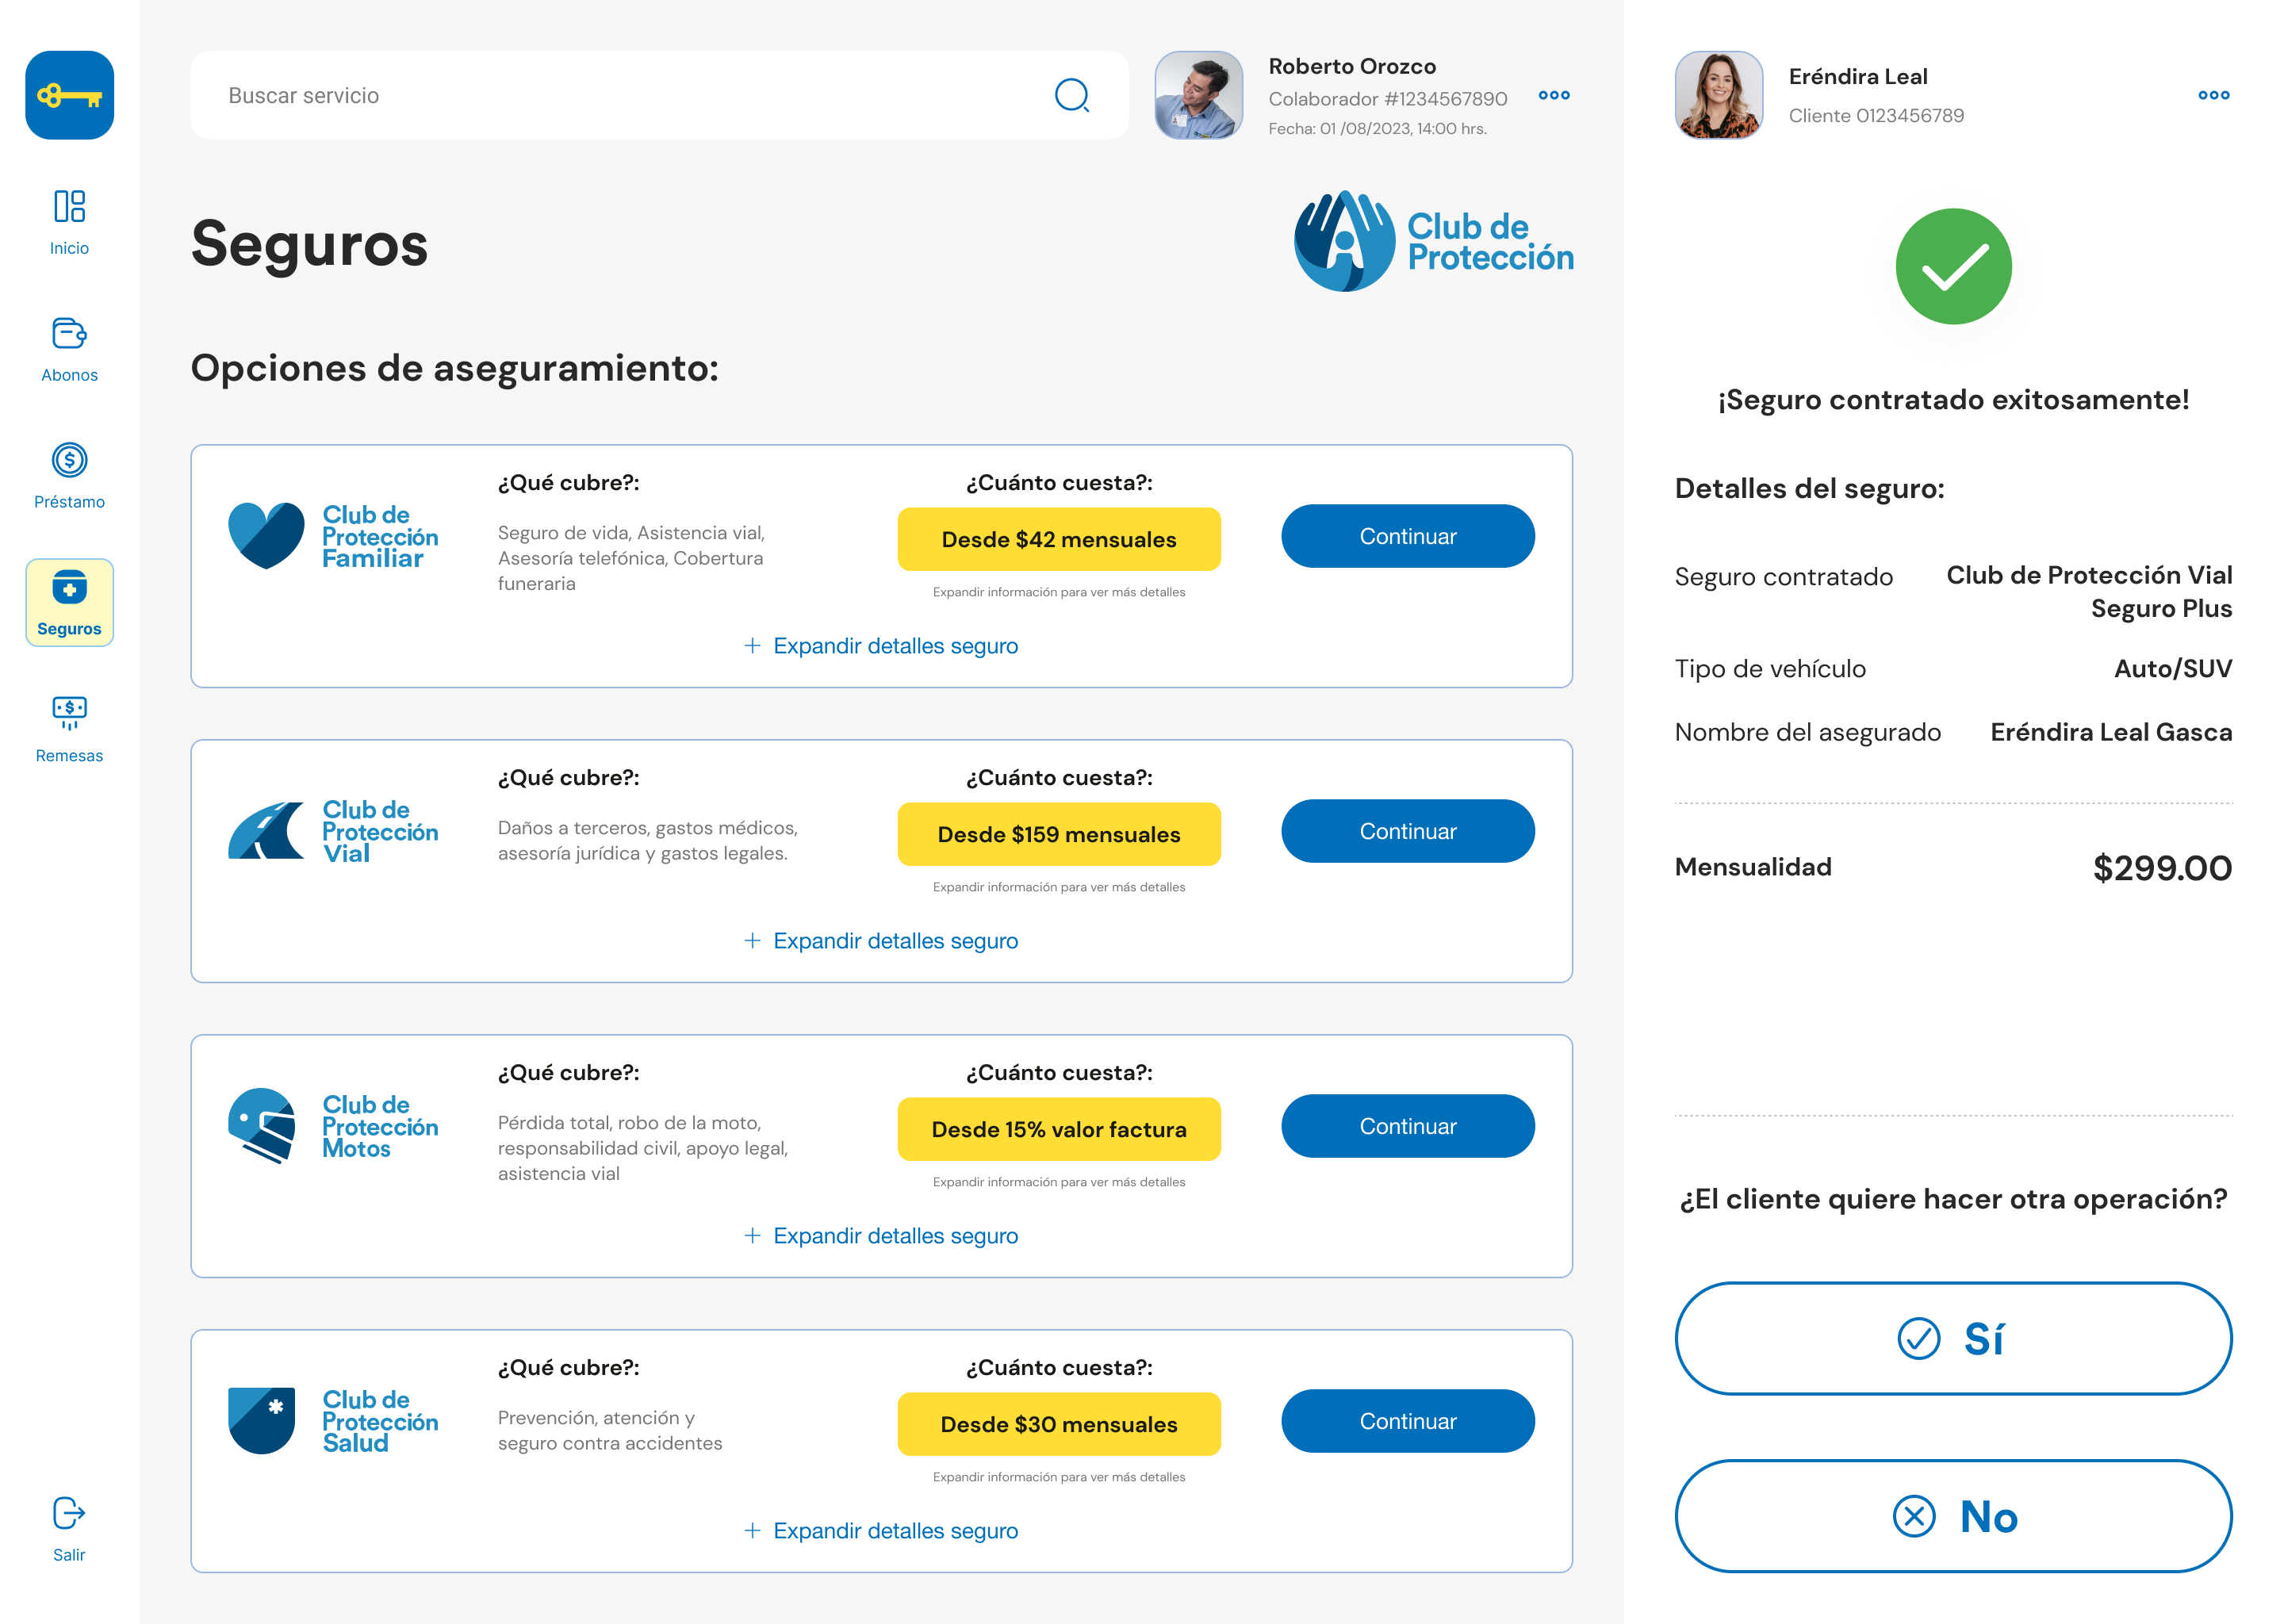 Inicio
Abonos
Préstamo
Seguros
Remesas
Salir
Buscar servicio
Roberto Orozco
Colaborador #1234567890
Fecha: 01 /08/2023, 14:00 hrs.
Seguros
Club de
Protección
Opciones de aseguramiento:
Club de
Protección
Familiar
¿Qué cubre?:
Seguro de vida, Asistencia vial,
Asesoría telefónica, Cobertura
funeraria
¿Cuánto cuesta?:
Desde $42 mensuales
Expandir información para ver más detalles
Continuar
+ Expandir detalles seguro
Club de
Protección
Vial
¿Qué cubre?:
Daños a terceros, gastos médicos,
asesoría jurídica y gastos legales.
¿Cuánto cuesta?:
Desde $159 mensuales
Expandir información para ver más detalles
Continuar
+ Expandir detalles seguro
Club de
Protección
Motos
¿Qué cubre?:
Pérdida total, robo de la moto,
responsabilidad civil, apoyo legal,
asistencia vial
¿Cuánto cuesta?:
Desde 15% valor factura
Expandir información para ver más detalles
Continuar
+ Expandir detalles seguro
Club de
Protección
Salud
¿Qué cubre?:
Prevención, atención y
seguro contra accidentes
¿Cuánto cuesta?:
Desde $30 mensuales
Expandir información para ver más detalles
Continuar
+ Expandir detalles seguro
Eréndira Leal
Cliente 0123456789
¡Seguro contratado exitosamente!
Detalles del seguro:
Seguro contratado Club de Protección Vial
Seguro Plus
Tipo de vehículo Auto/SUV
Nombre del asegurado Eréndira Leal Gasca
Mensualidad $299.00
¿El cliente quiere hacer otra operación?
Sí
No